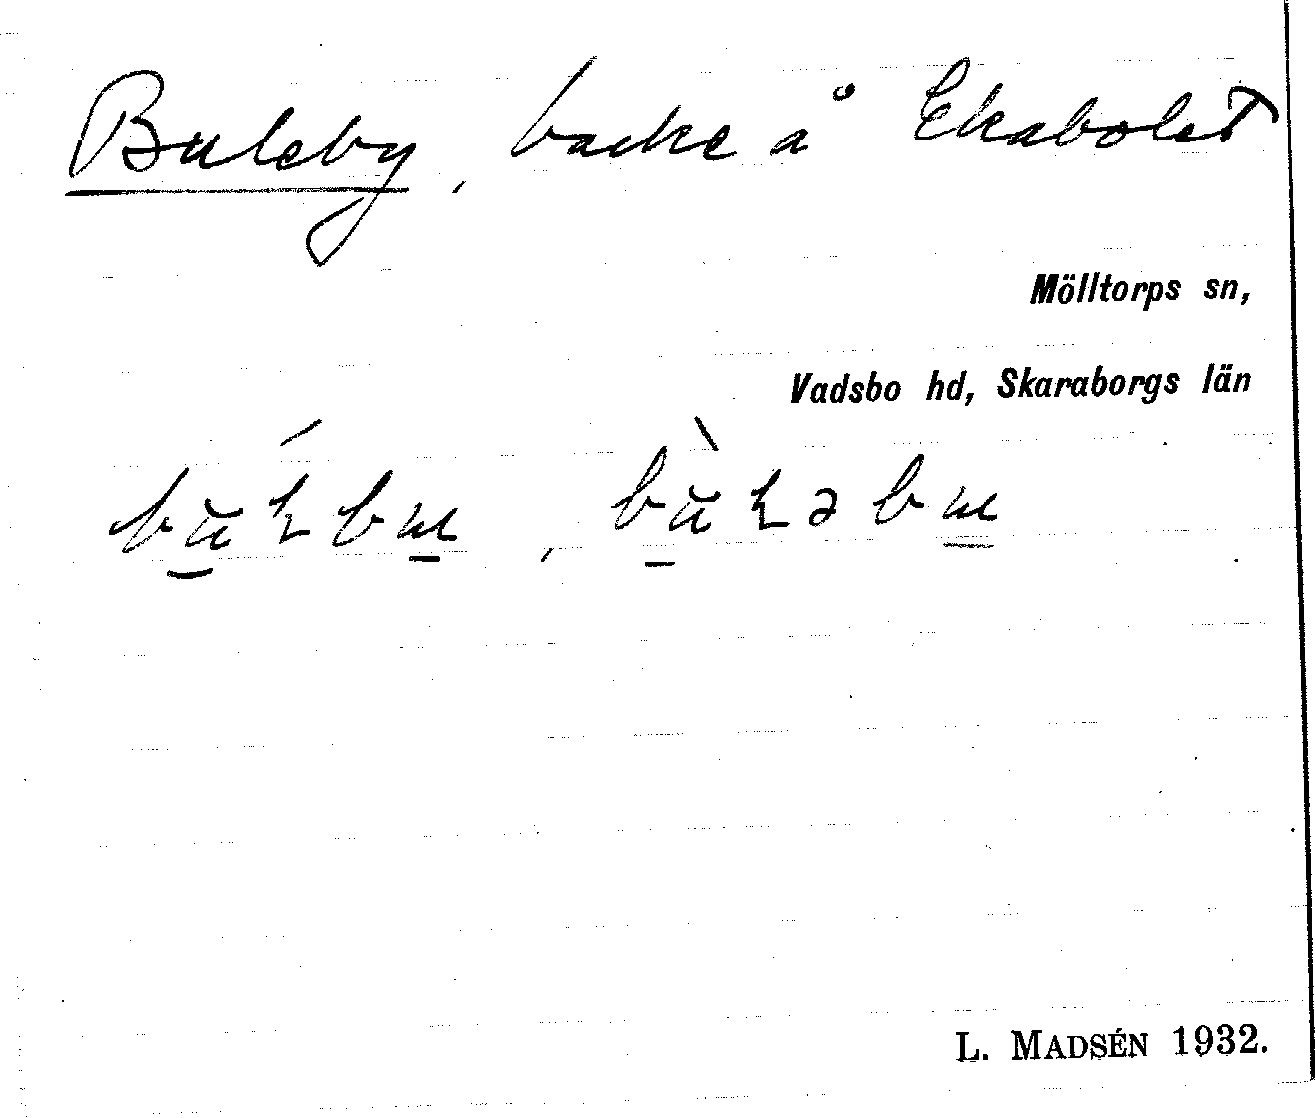 Buleby, backe å Ekabolet
Mölltorps sn,
Vadsbo hd, Skaraborgs län
L. MADSÉN 1932.